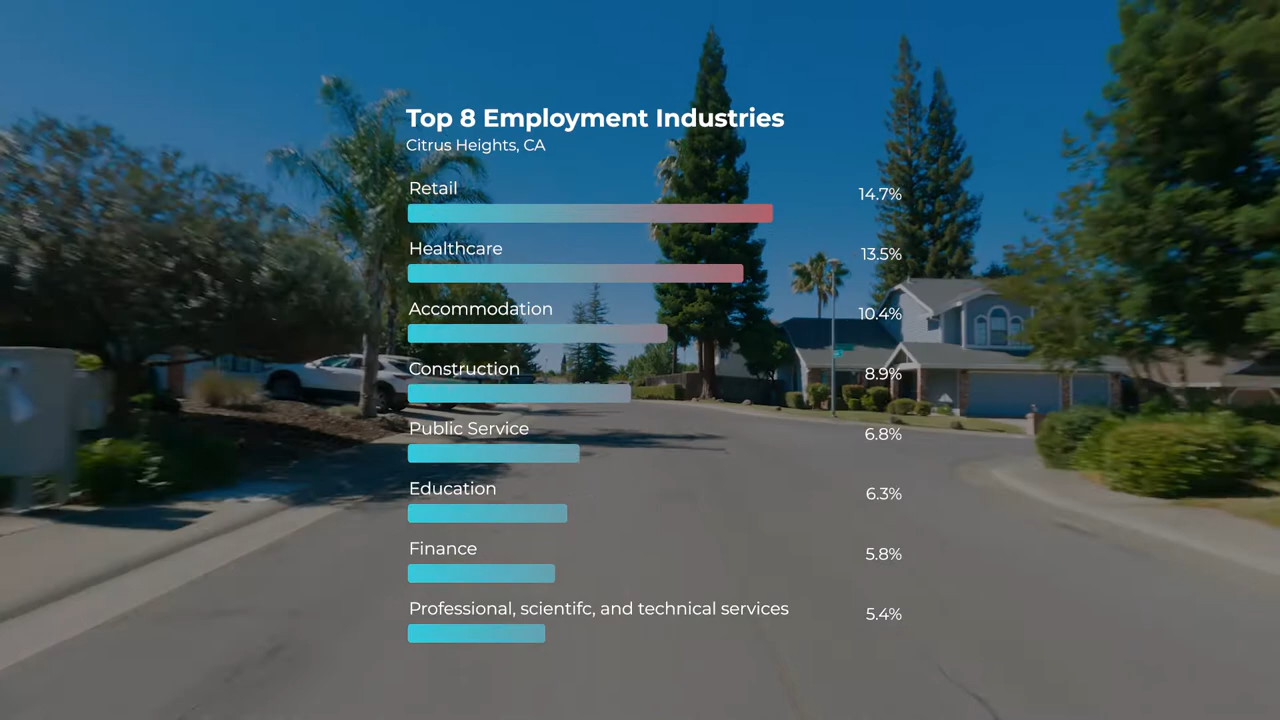 Top 8 Employment Industries
Citrus Heights, CA
Retail 14.7%
Healthcare 13.5%
Accommodation 10.4%
Construction 8.9%
Public Service 6.8%
Education 6.3%
Finance 5.8%
Professional, scientifc, and technical services 5.4%